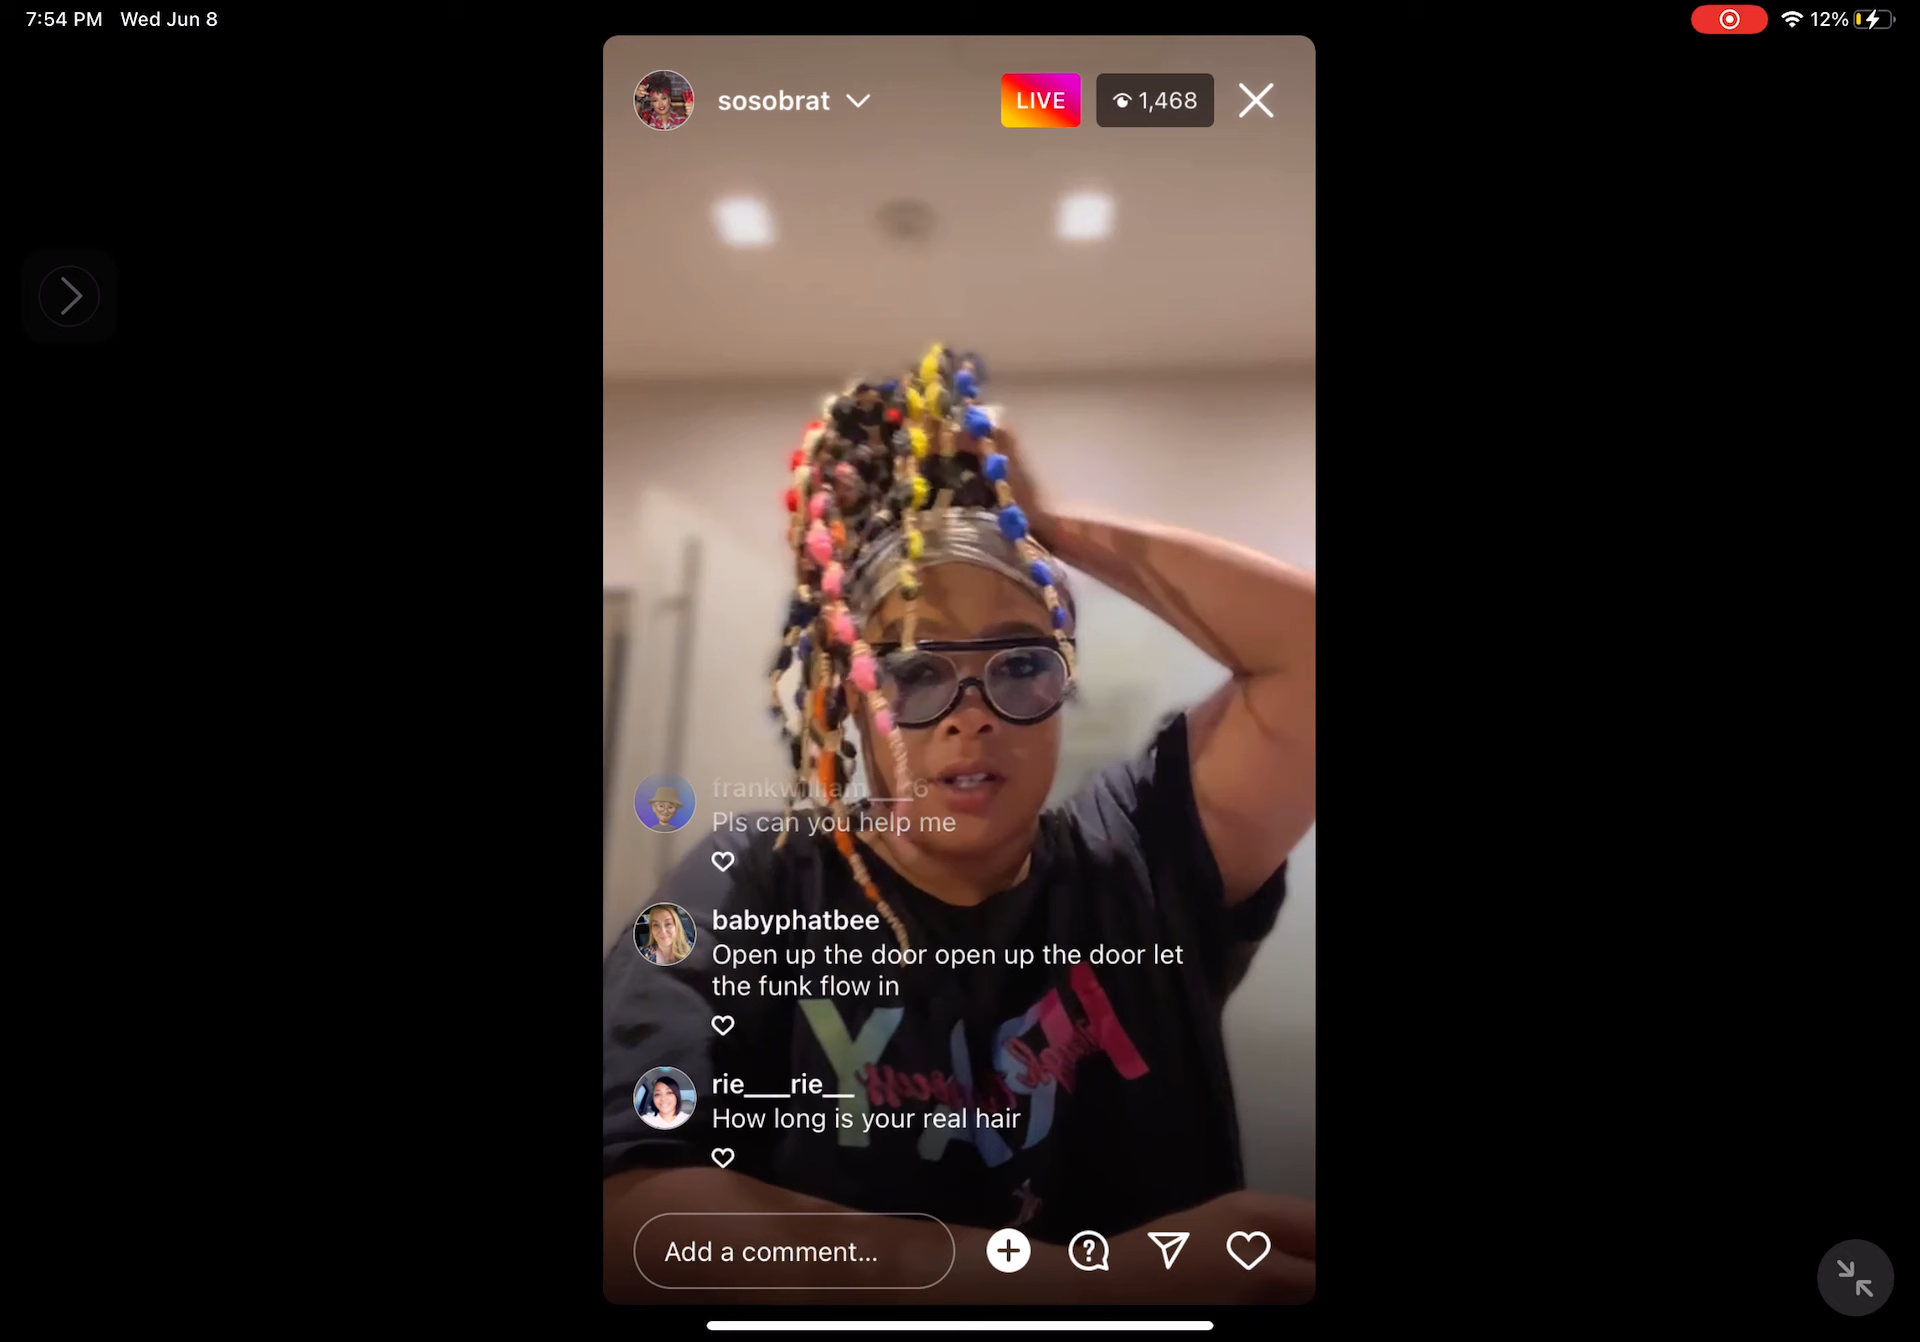 7:54 PM Wed Jun 8
12%
sosobrat
LIVE
1,468
frankwilliam___6
Pls can you help me
babyphatbee
Open up the door open up the door let
the funk flow in
rie___rie__
How long is your real hair
Add a comment...